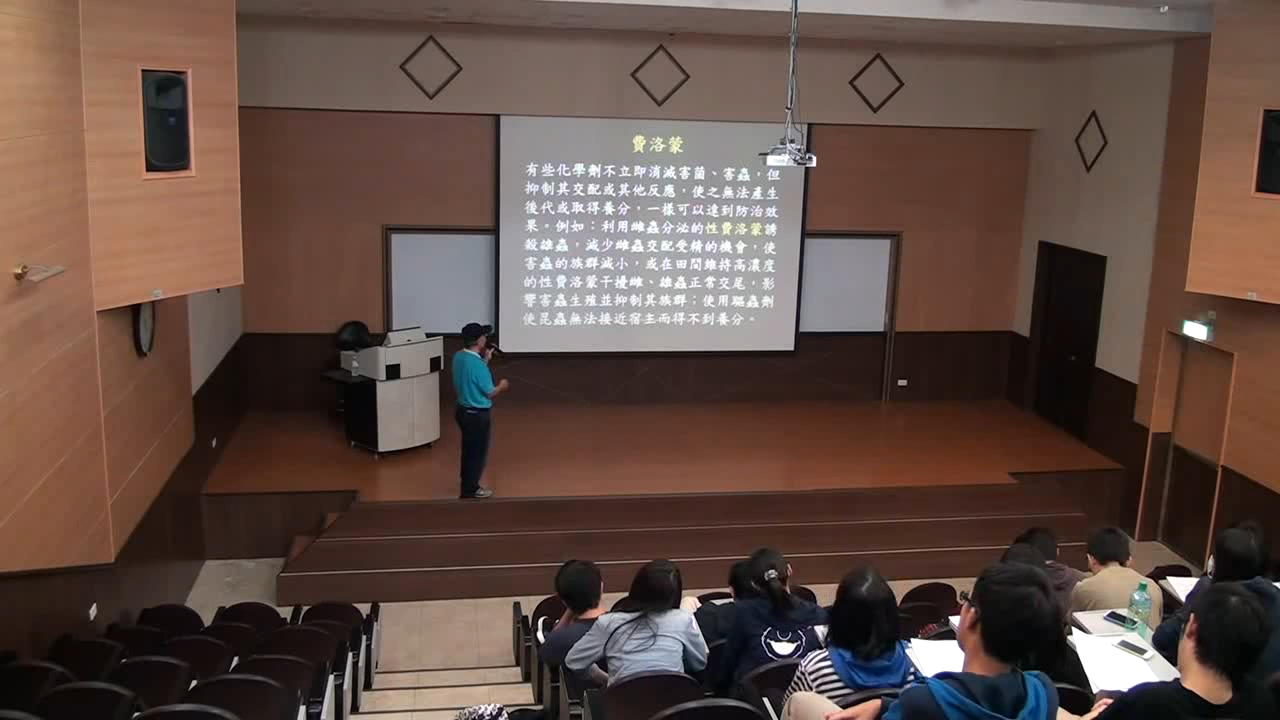 費洛蒙
有些化學劑不立即消滅害菌、害蟲，但
抑制其交配或其他反應，使之無法產生
後代或取得養分，一樣可以達到防治效
果。例如：利用雌蟲分泌的性費洛蒙誘
殺雄蟲，減少雌蟲交配受精的機會，使
害蟲的族群減小，或在田間維持高濃度
的性費洛蒙干擾雌、雄蟲正常交尾，影
響害蟲生殖並抑制其族群；使用驅蟲劑
使昆蟲無法接近宿主而得不到養分。